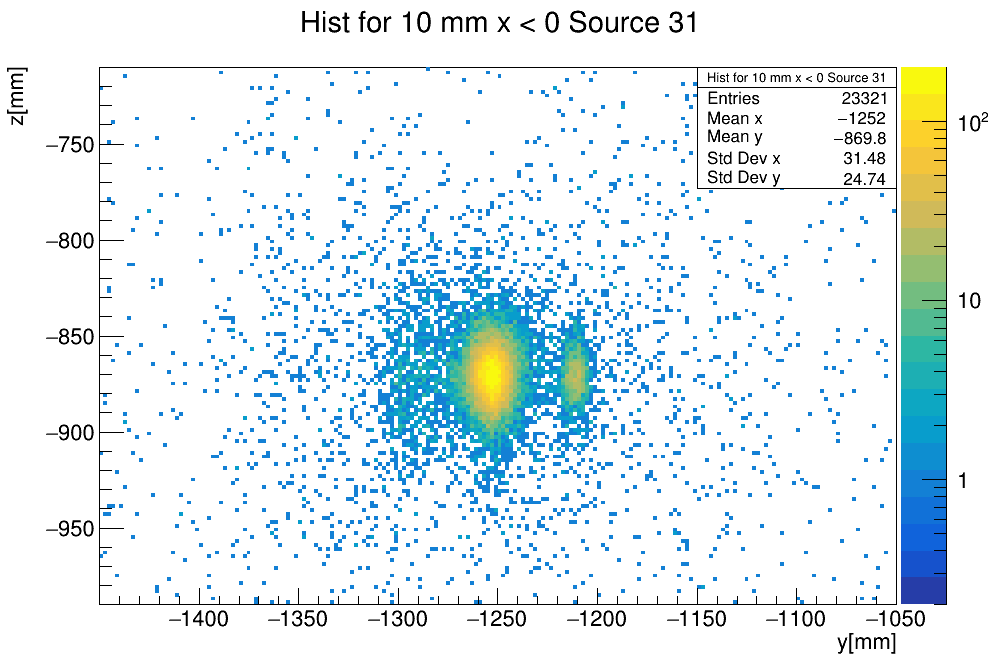 Hist for 10 mm x < 0 Source 31
z[mm]
Hist for 10 mm x < 0 Source 31
Entries 23321
Mean x −1252
Mean y −869.8
Std Dev x 31.48
Std Dev y 24.74
−750
−800
−850
−900
−950
10²
10
1
−1400
−1350
−1300
−1250
−1200
−1150
−1100
−1050
y[mm]